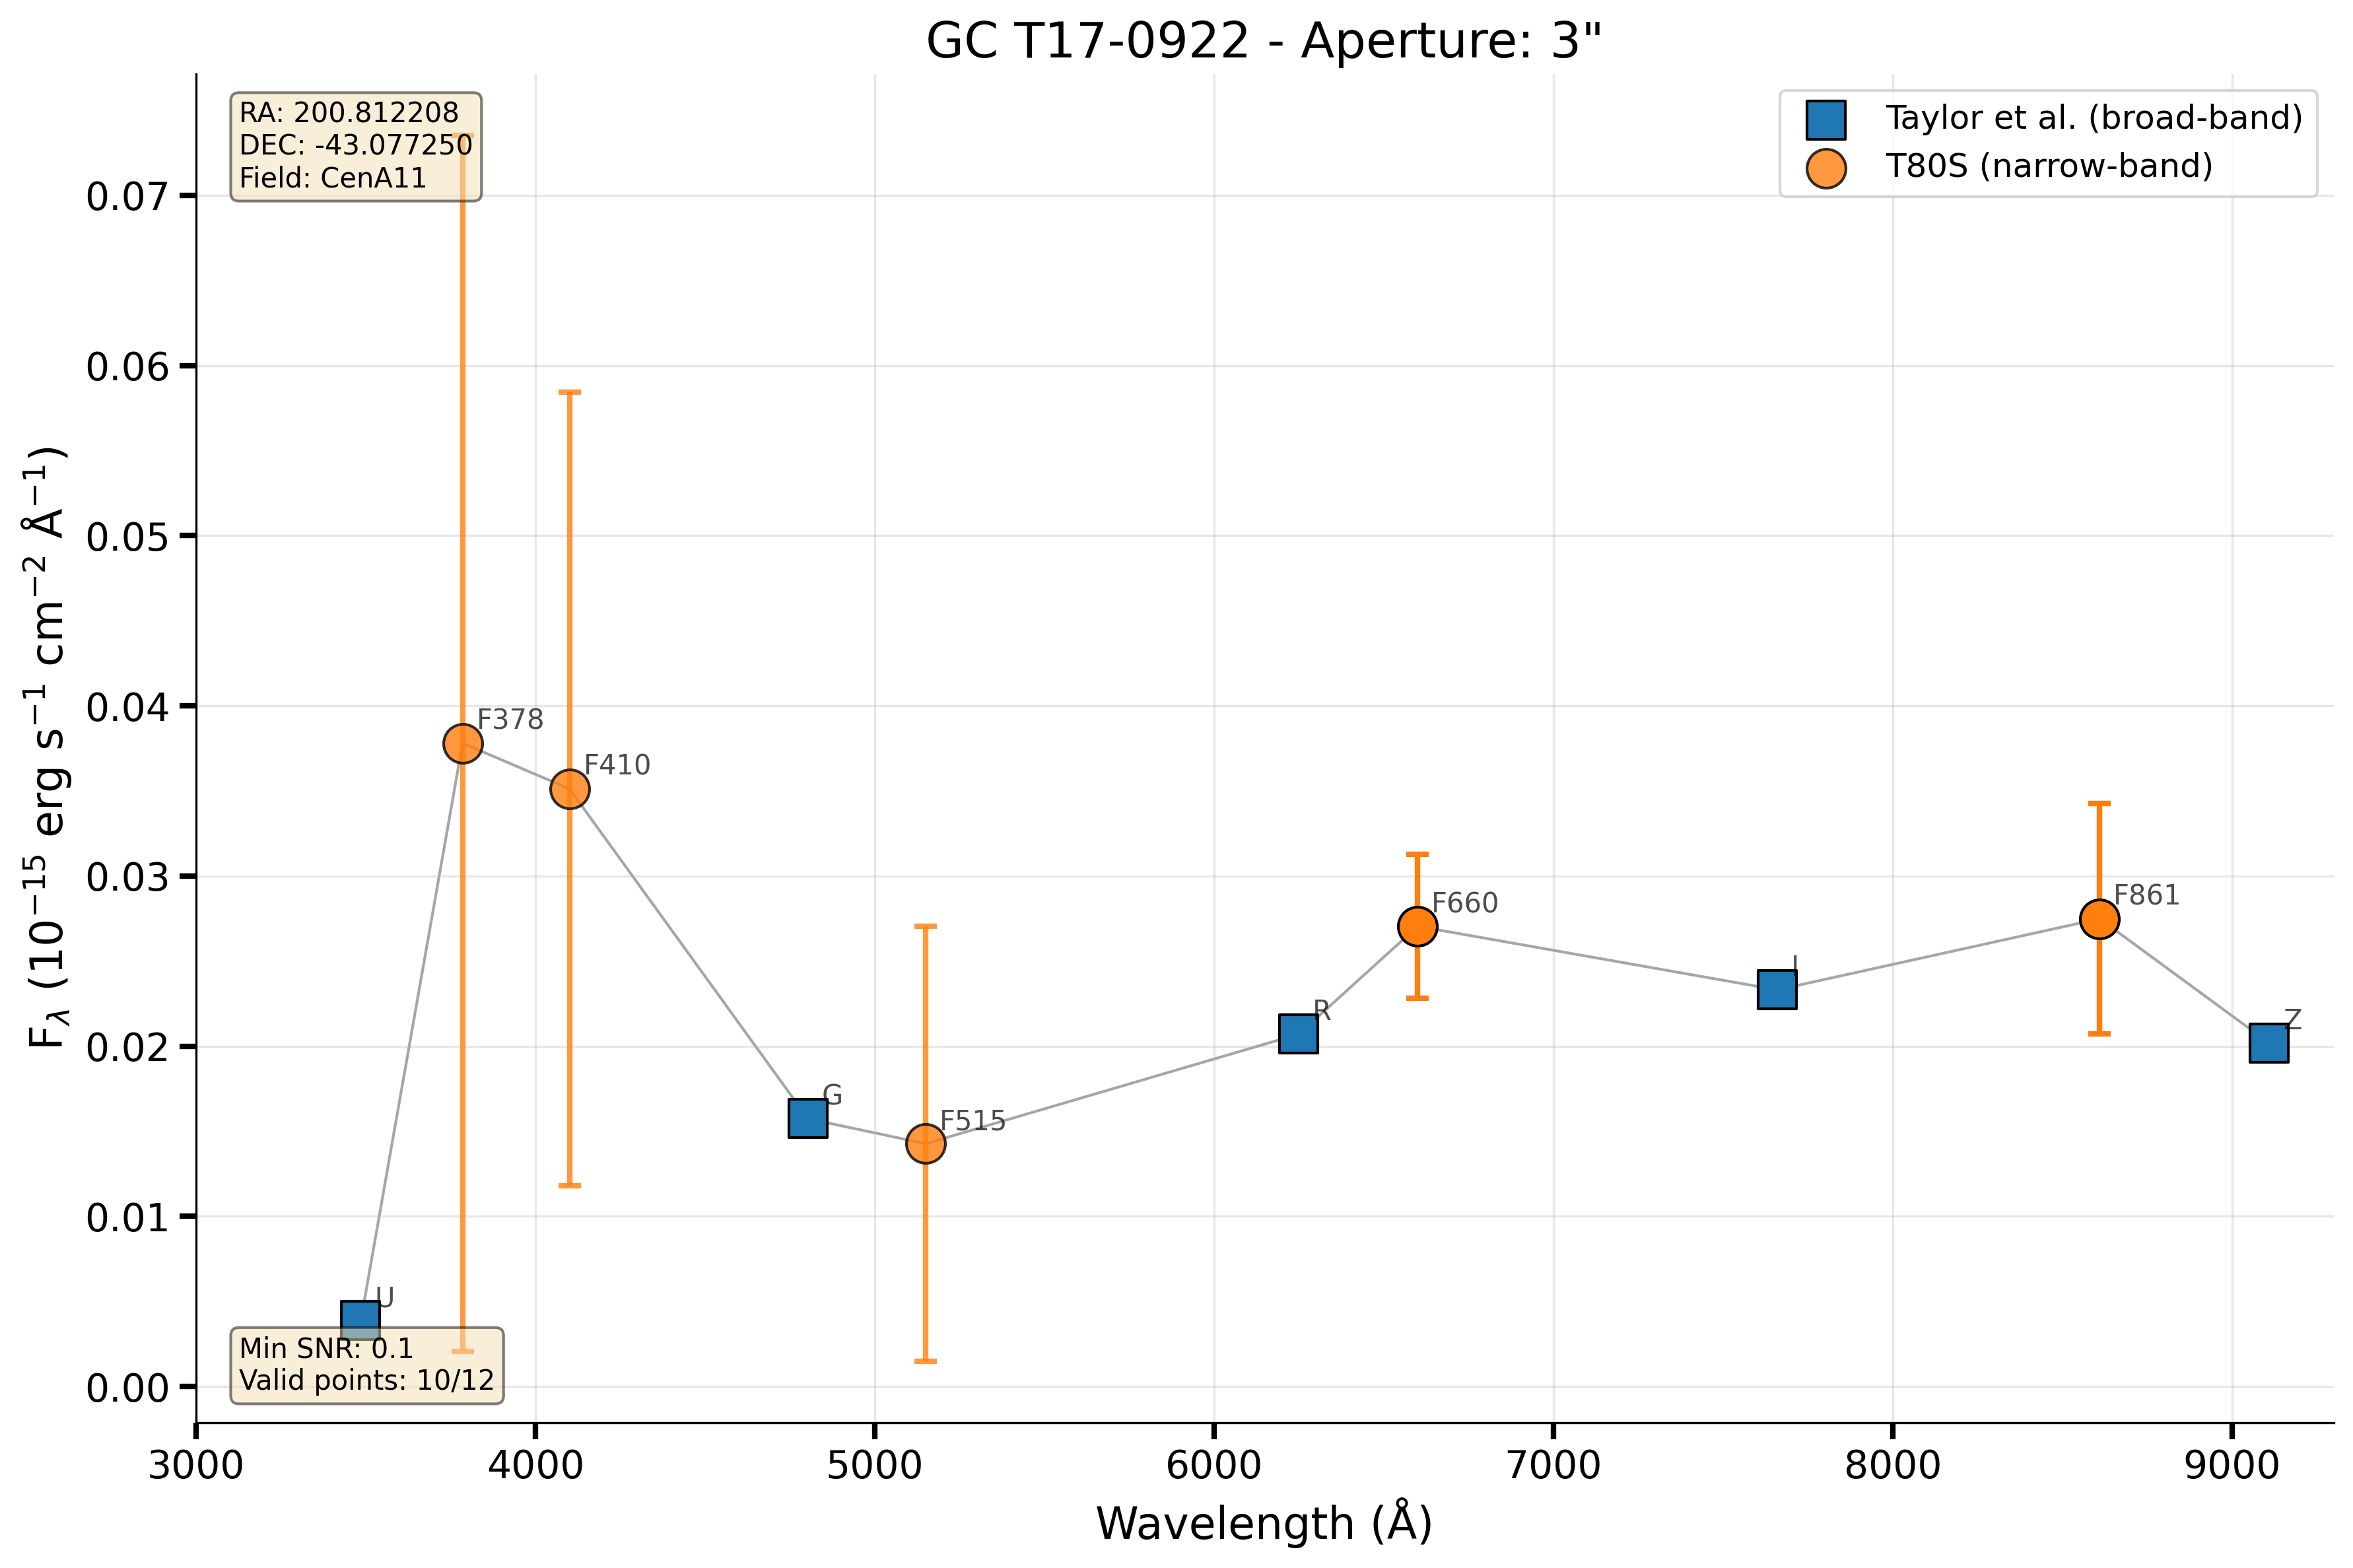 GC T17-0922 - Aperture: 3"
RA: 200.812208
DEC: -43.077250
Field: CenA11
Taylor et al. (broad-band)
T80S (narrow-band)
0.07
0.06
0.05
0.04
0.03
0.02
0.01
0.00
F_λ (10⁻¹⁵ erg s⁻¹ cm⁻² Å⁻¹)
U
F378
F410
G
F515
R
F660
I
F861
Z
Min SNR: 0.1
Valid points: 10/12
3000 4000 5000 6000 7000 8000 9000
Wavelength (Å)